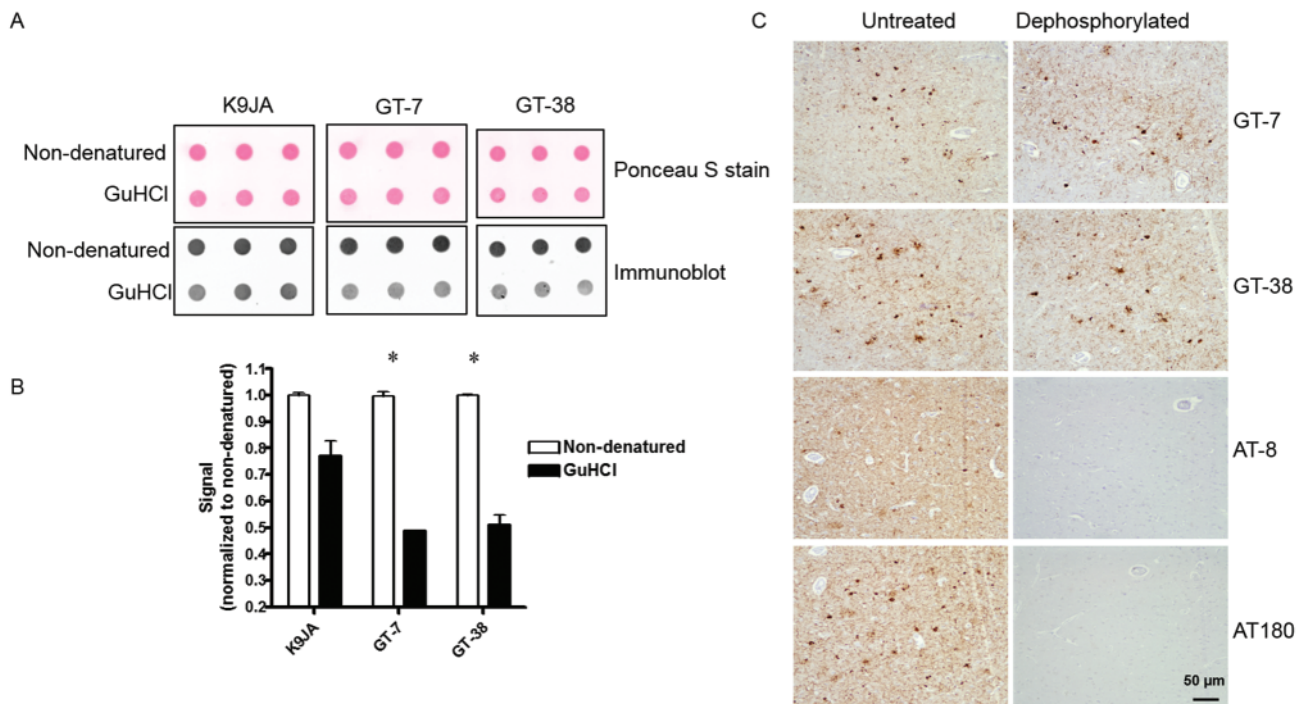 A
K9JA GT-7 GT-38
Non-denatured
GuHCl
Ponceau S stain
Non-denatured
GuHCl
Immunoblot
B
Signal
(normalized to non-denatured)
1.1
1.0
0.9
0.8
0.7
0.6
0.5
0.4
0.3
0.2
* *
Non-denatured
GuHCl
K9JA GT-7 GT-38
C
Untreated Dephosphorylated
GT-7
GT-38
AT-8
AT180
50 µm